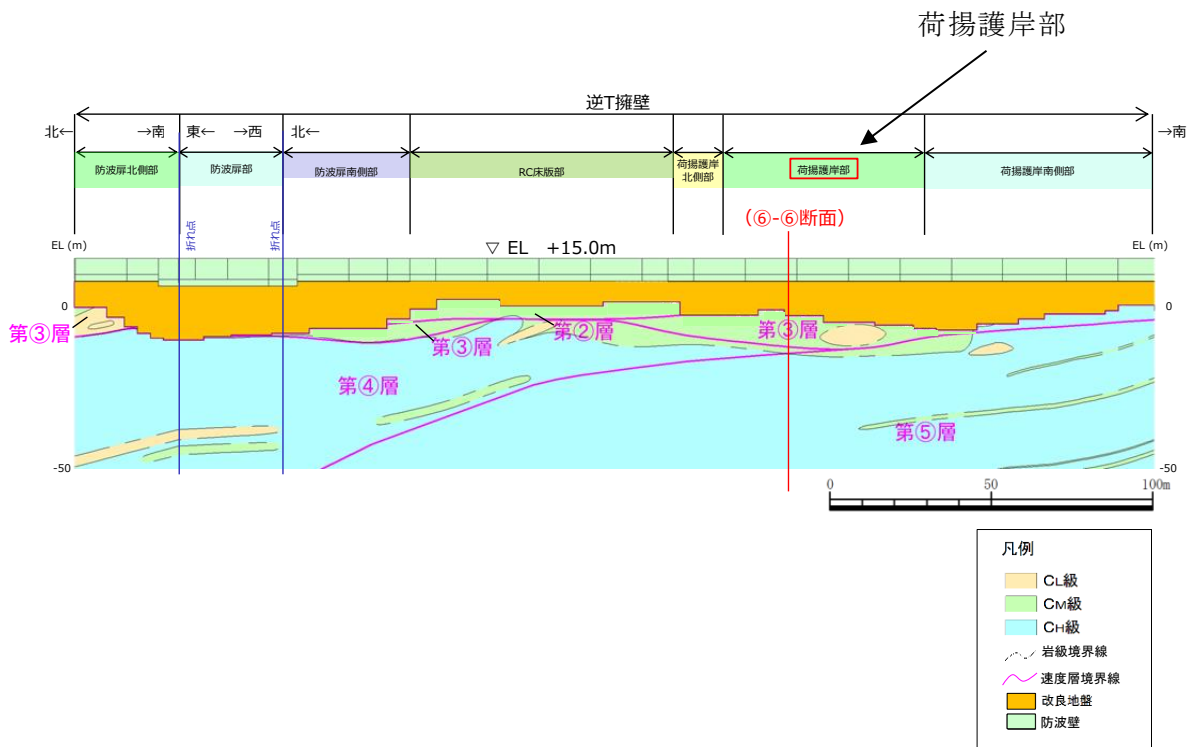 荷揚護岸部
逆T擁壁
北←
→南
東←
→西
北←
→南
防波扉北側部
防波扉部
防波扉南側部
RC床版部
荷揚護岸
北側部
荷揚護岸部
荷揚護岸南側部
(⑥-⑥断面)
折れ点
折れ点
EL (m)
▽ EL +15.0m
EL (m)
0
0
第③層
第③層
第②層
第③層
第④層
第⑤層
-50
-50
0
50
100m
凡例
CL級
CM級
CH級
岩級境界線
速度層境界線
改良地盤
防波壁